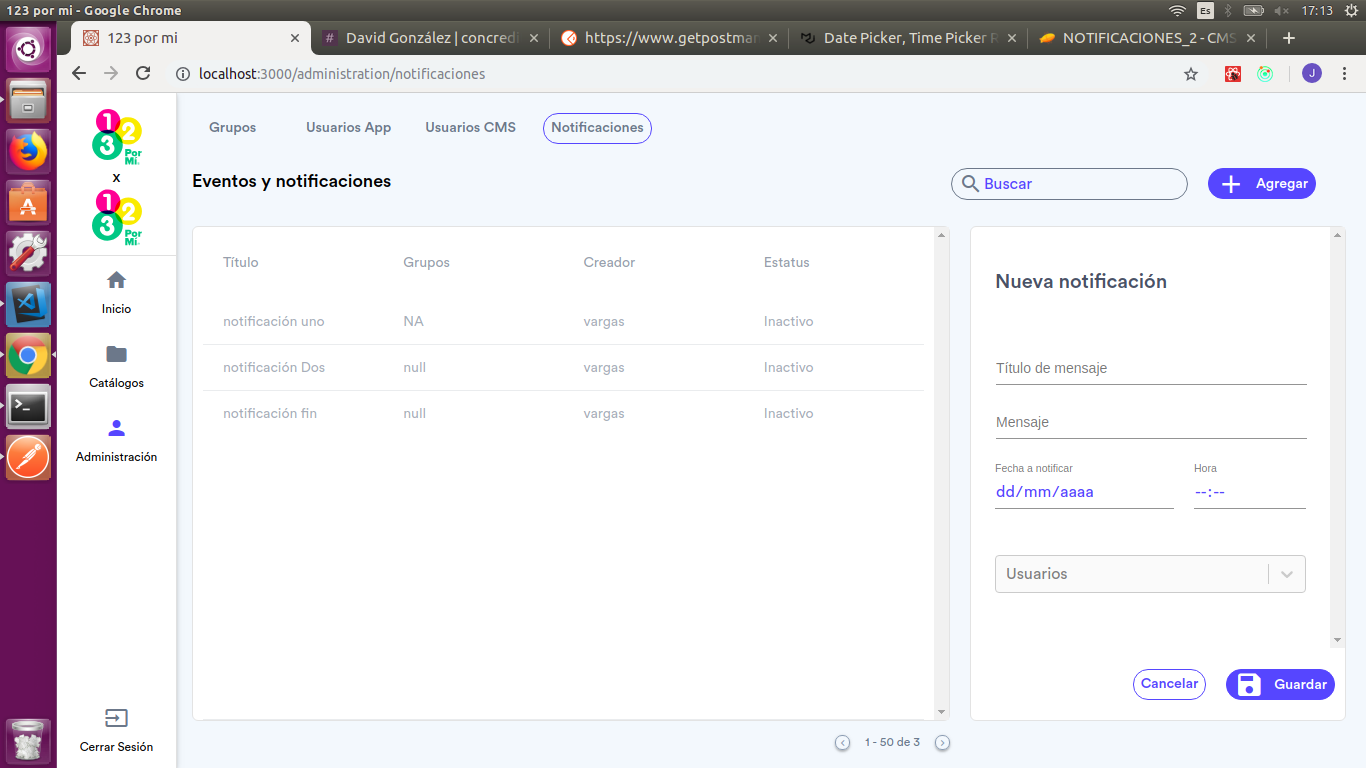 123 por mi - Google Chrome
Es
17:13
123 por mi
David González | concredi
https://www.getpostman
Date Picker, Time Picker R
NOTIFICACIONES_2 - CMS
localhost:3000/administration/notificaciones
J
1
2
3
Por
Mi
x
1
2
3
Por
Mi
Inicio
Catálogos
Administración
Cerrar Sesión
Grupos
Usuarios App
Usuarios CMS
Notificaciones
Eventos y notificaciones
Buscar
Agregar
Título Grupos Creador Estatus
notificación uno NA vargas Inactivo
notificación Dos null vargas Inactivo
notificación fin null vargas Inactivo
1 - 50 de 3
Nueva notificación
Título de mensaje
Mensaje
Fecha a notificar
Hora
dd/mm/aaaa
--:--
Usuarios
Cancelar
Guardar